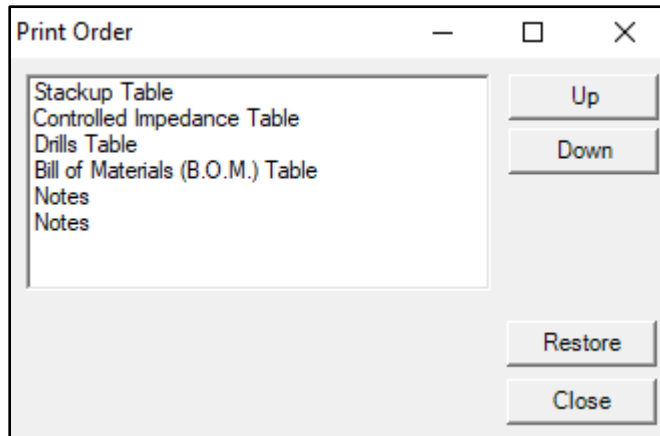 Print Order
Stackup Table
Controlled Impedance Table
Drills Table
Bill of Materials (B.O.M.) Table
Notes
Notes
Up
Down
Restore
Close